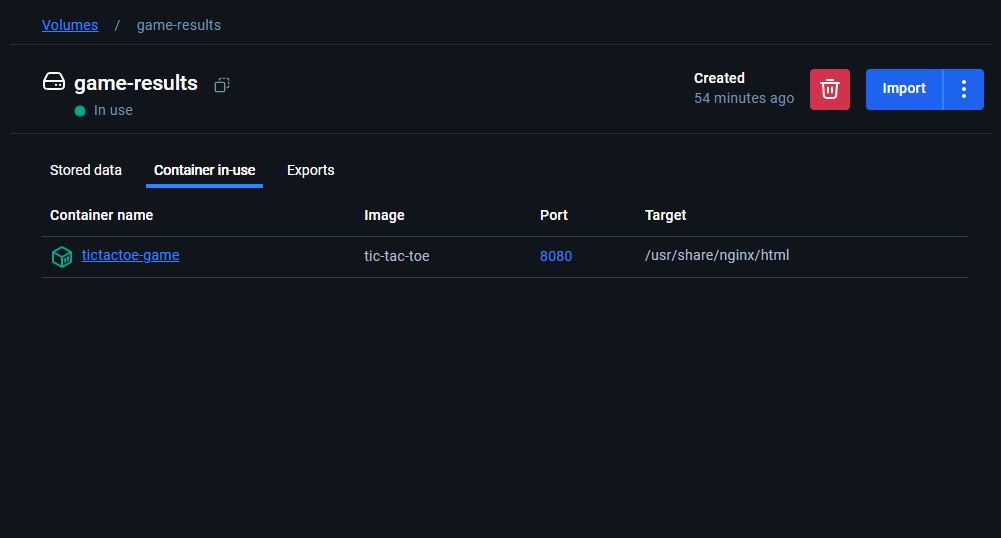 Volumes / game-results
game-results
In use
Created
54 minutes ago
Import
Stored data Container in-use Exports
Container name Image Port Target
tictactoe-game tic-tac-toe 8080 /usr/share/nginx/html